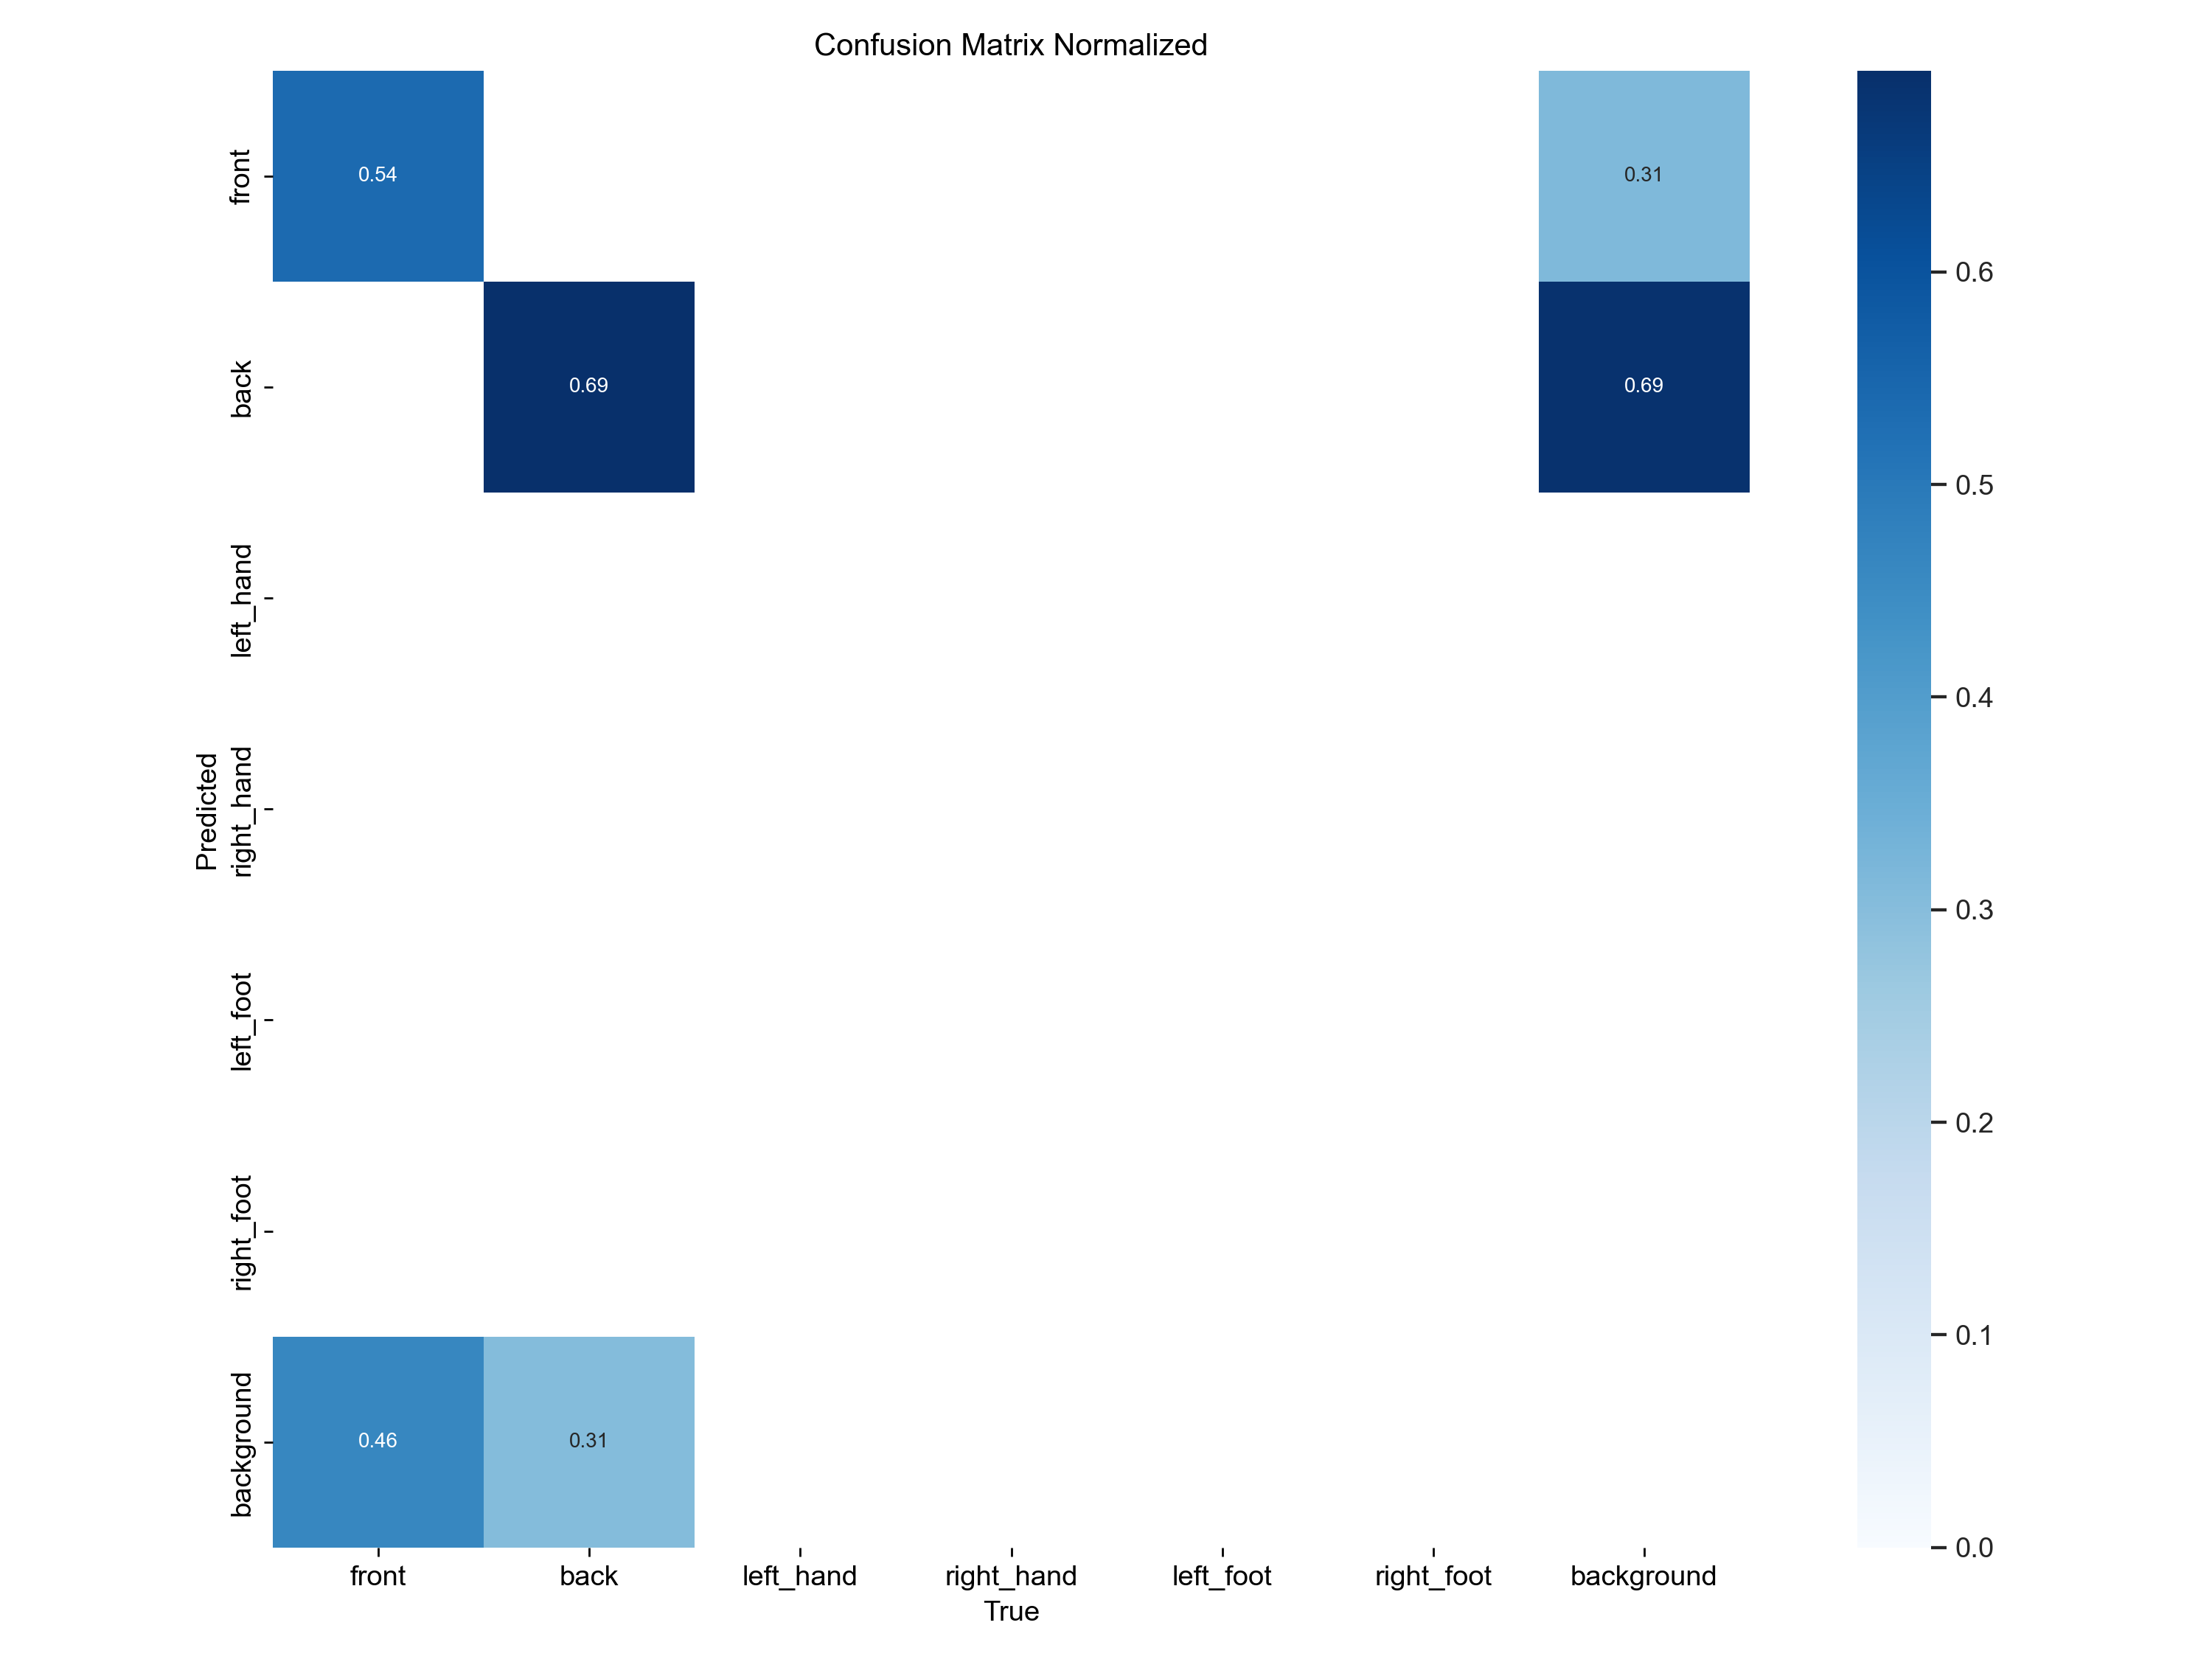 Confusion Matrix Normalized
front
0.54
0.31
back
0.69
0.69
left_hand
Predicted
right_hand
left_foot
right_foot
background
0.46
0.31
front
back
left_hand
right_hand
left_foot
right_foot
background
True
0.6
0.5
0.4
0.3
0.2
0.1
0.0